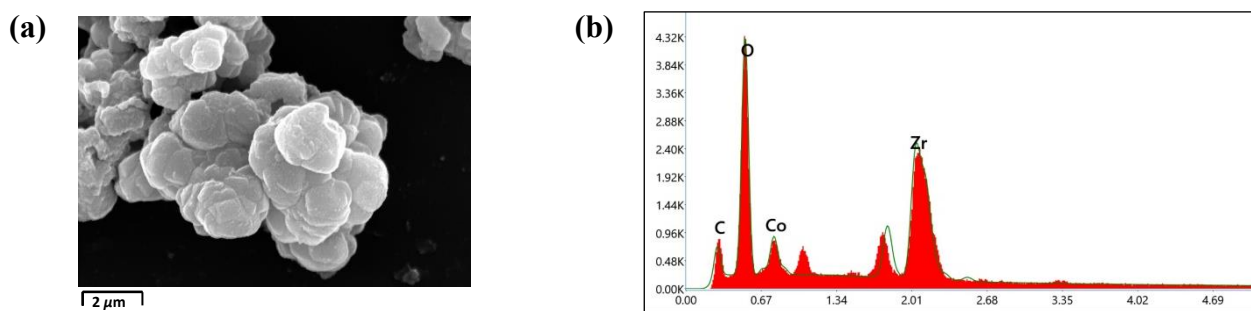 (a)
2 µm
(b)
4.32K
3.84K
3.36K
2.88K
2.40K
1.92K
1.44K
0.96K
0.48K
0.00K
O
Zr
C
Co
0.00 0.67 1.34 2.01 2.68 3.35 4.02 4.69